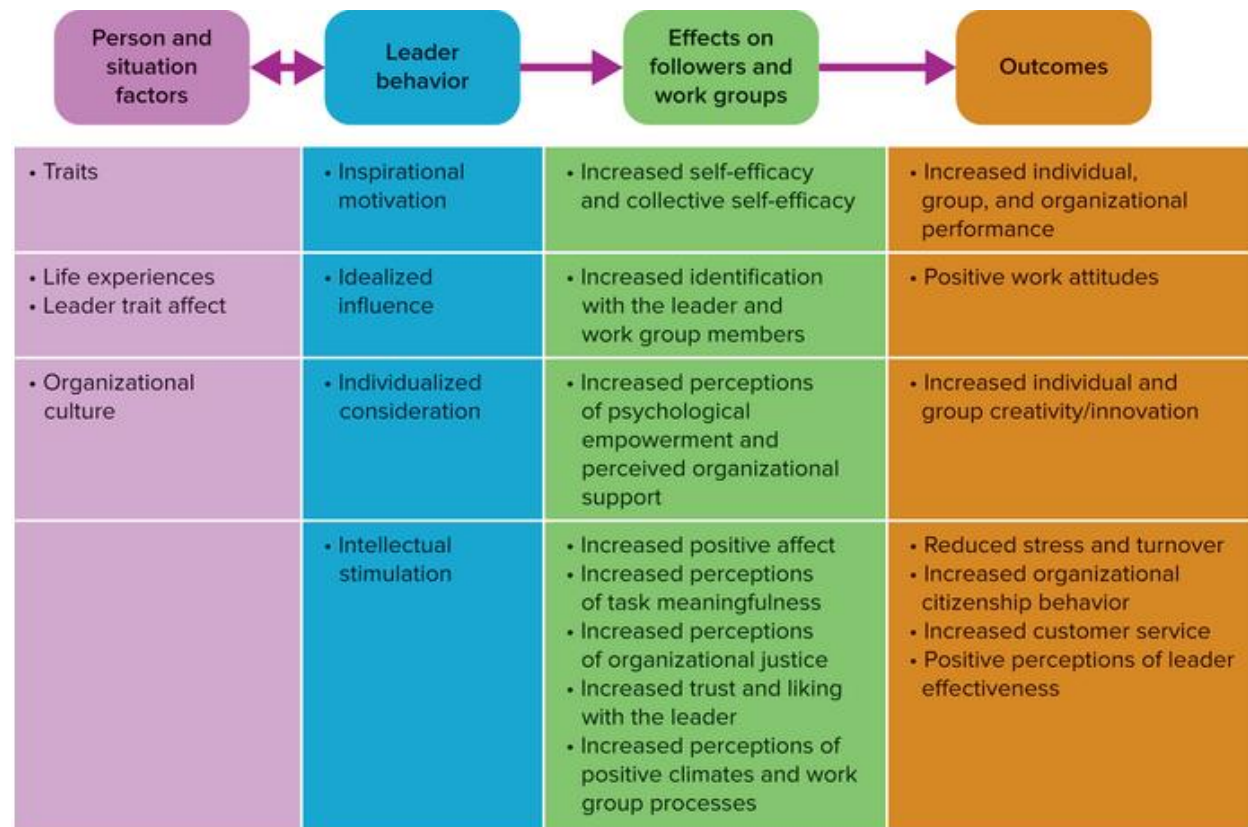 Person and
situation
factors
Leader
behavior
Effects on
followers and
work groups
Outcomes
• Traits
• Inspirational
motivation
• Increased self-efficacy
and collective self-efficacy
• Increased individual,
group, and organizational
performance
• Life experiences
• Leader trait affect
• Idealized
influence
• Increased identification
with the leader and
work group members
• Positive work attitudes
• Organizational
culture
• Individualized
consideration
• Increased perceptions
of psychological
empowerment and
perceived organizational
support
• Increased individual and
group creativity/innovation
• Intellectual
stimulation
• Increased positive affect
• Increased perceptions
of task meaningfulness
• Increased perceptions
of organizational justice
• Increased trust and liking
with the leader
• Increased perceptions of
positive climates and work
group processes
• Reduced stress and turnover
• Increased organizational
citizenship behavior
• Increased customer service
• Positive perceptions of leader
effectiveness